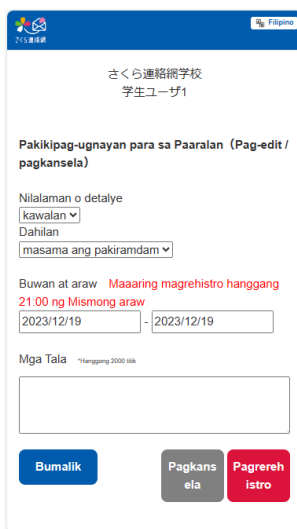 さくら連絡網
Filipino
さくら連絡網学校
学生ユーザ1
Pakikipag-ugnayan para sa Paaralan（Pag-edit /
pagkansela）
Nilalaman o detalye
kawalan
Dahilan
masama ang pakiramdam
Buwan at araw Maaaring magrehistro hanggang
21:00 ng Mismong araw
2023/12/19 - 2023/12/19
Mga Tala *Hanggang 2000 titik
Bumalik
Pagkans
ela
Pagrereh
istro